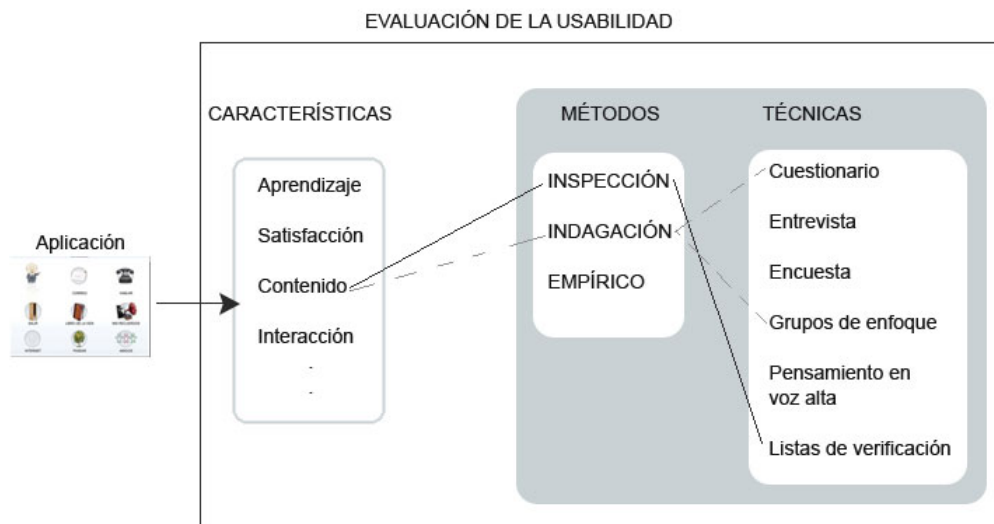 EVALUACIÓN DE LA USABILIDAD
CARACTERÍSTICAS
Aprendizaje
Satisfacción
Contenido
Interacción
.
.
Aplicación
MÉTODOS
INSPECCIÓN
INDAGACIÓN
EMPÍRICO
TÉCNICAS
Cuestionario
Entrevista
Encuesta
Grupos de enfoque
Pensamiento en
voz alta
Listas de verificación